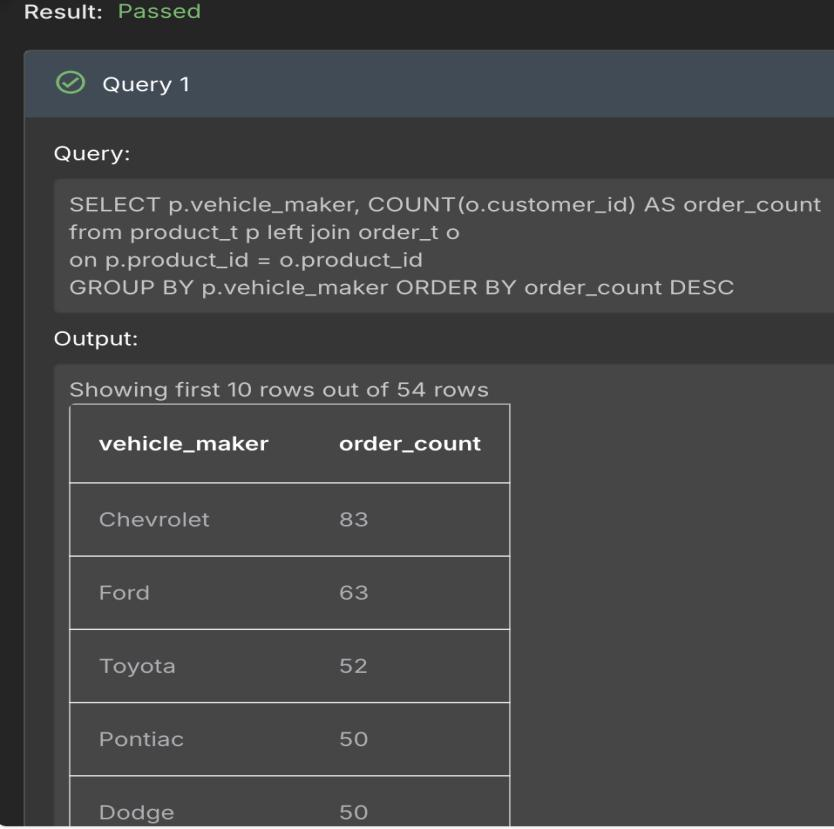 Result: Passed
Query 1
Query:
SELECT p.vehicle_maker, COUNT(o.customer_id) AS order_count
from product_t p left join order_t o
on p.product_id = o.product_id
GROUP BY p.vehicle_maker ORDER BY order_count DESC
Output:
Showing first 10 rows out of 54 rows
vehicle_maker order_count
Chevrolet 83
Ford 63
Toyota 52
Pontiac 50
Dodge 50